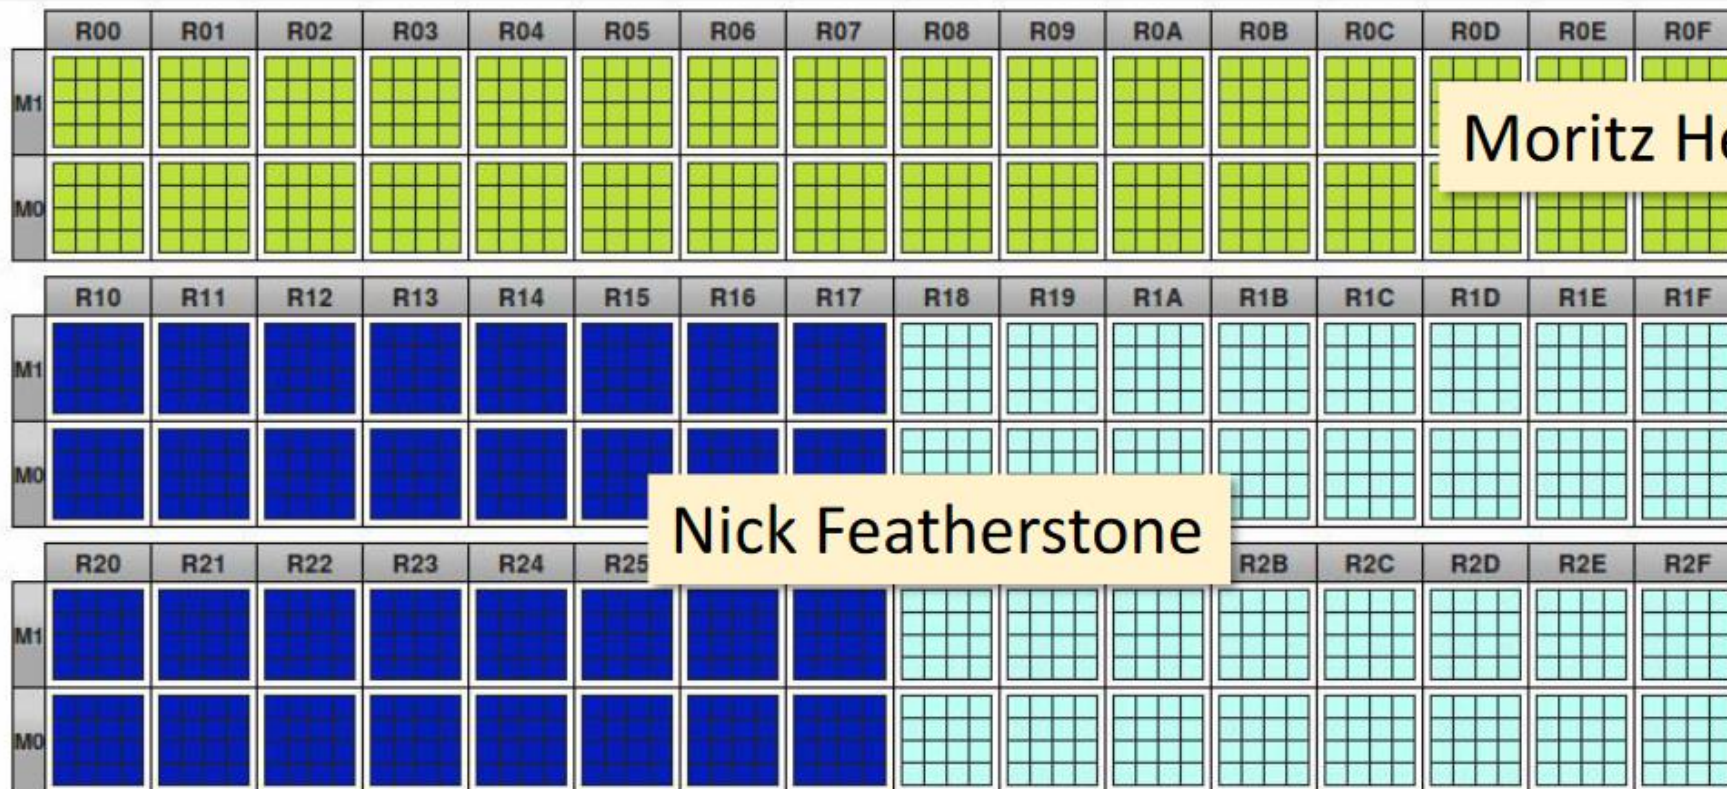 R00 R01 R02 R03 R04 R05 R06 R07 R08 R09 R0A R0B R0C R0D R0E R0F
M1
Moritz
M0
R10 R11 R12 R13 R14 R15 R16 R17 R18 R19 R1A R1B R1C R1D R1E R1F
M1
M0
Nick Featherstone
R20 R21 R22 R23 R24 R25 R2B R2C R2D R2E R2F
M1
M0